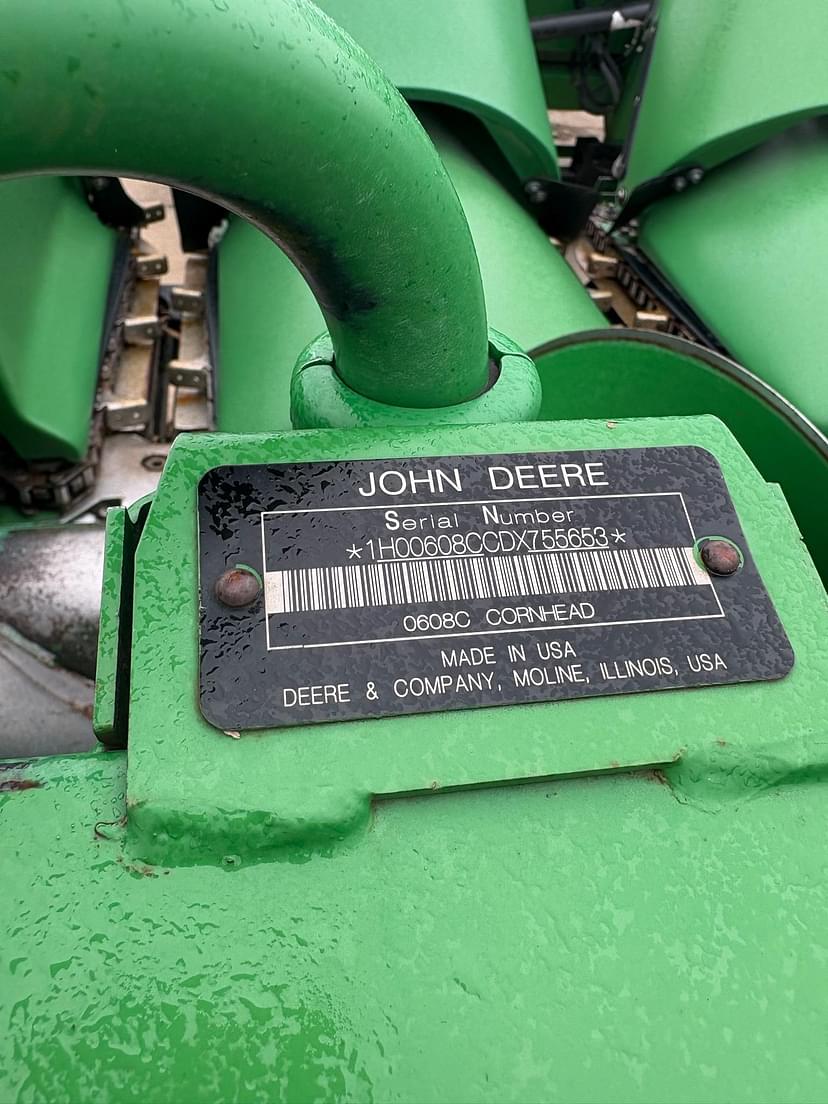 JOHN DEERE
Serial Number
*1H00608CCDX755653*
0608C CORNHEAD
MADE IN USA
DEERE & COMPANY, MOLINE, ILLINOIS, USA